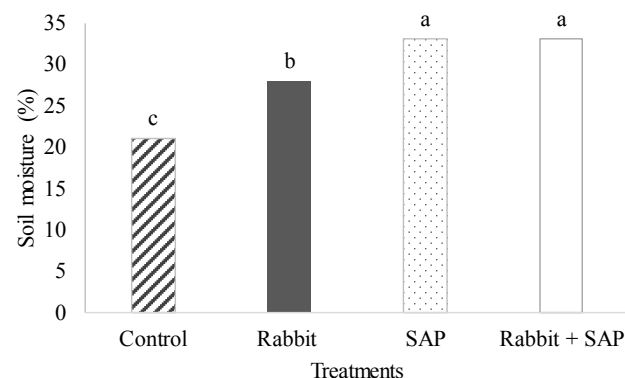 35
30
25
20
15
10
5
0
Soil moisture (%)
c
b
a
a
Control
Rabbit
SAP
Rabbit + SAP
Treatments